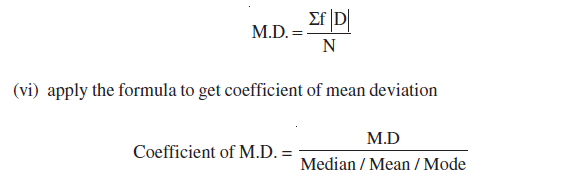 M.D. = Σf |D| / N
(vi) apply the formula to get coefficient of mean deviation
Coefficient of M.D. = M.D / Median / Mean / Mode